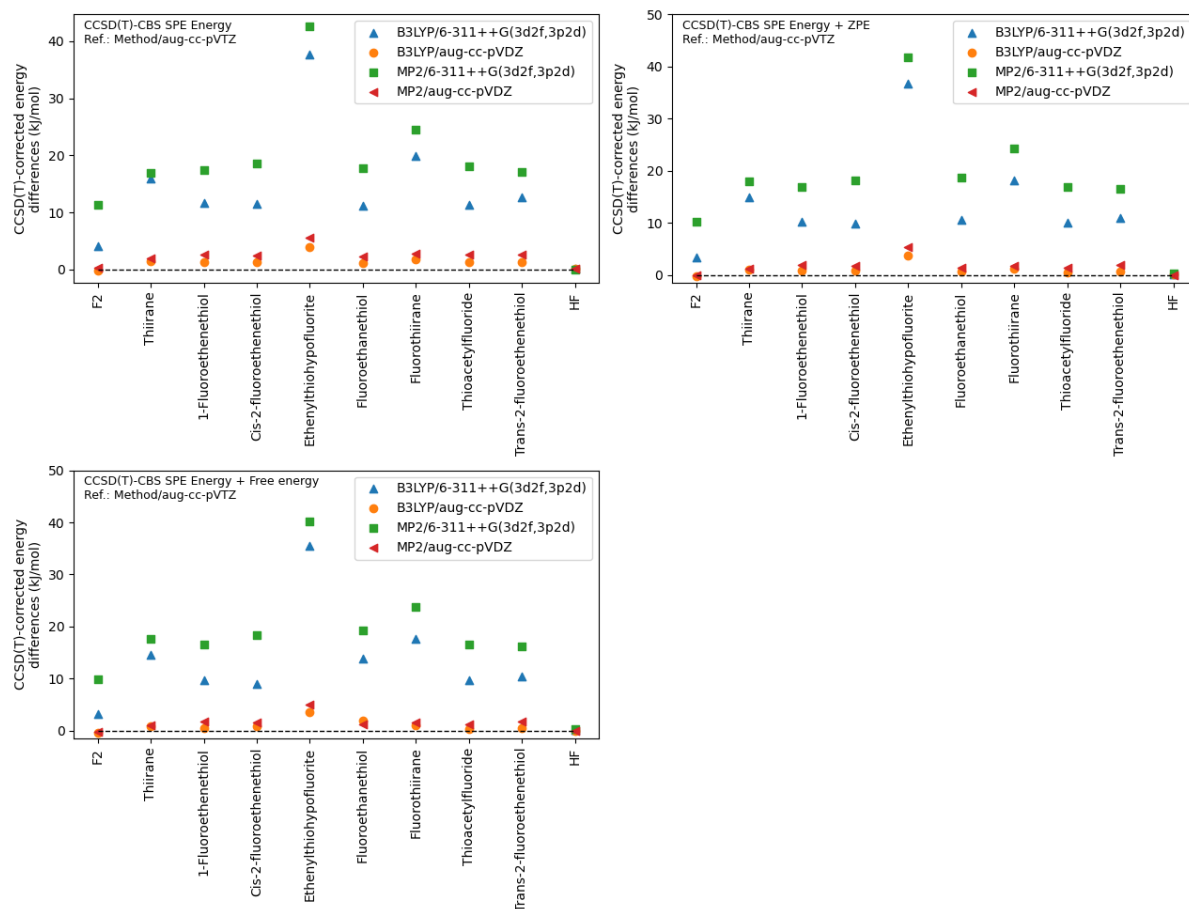 CCSD(T)-CBS SPE Energy
Ref.: Method/aug-cc-pVTZ
B3LYP/6-311++G(3d2f,3p2d)
B3LYP/aug-cc-pVDZ
MP2/6-311++G(3d2f,3p2d)
MP2/aug-cc-pVDZ
CCSD(T)-corrected energy
differences (kJ/mol)
40
30
20
10
0
F2
Thiirane
1-Fluoroethenethiol
Cis-2-fluoroethenethiol
Ethenylthiohypofluorite
Fluoroethanethiol
Fluorothiirane
Thioacetylfluoride
Trans-2-fluoroethenethiol
HF
CCSD(T)-CBS SPE Energy + ZPE
Ref.: Method/aug-cc-pVTZ
B3LYP/6-311++G(3d2f,3p2d)
B3LYP/aug-cc-pVDZ
MP2/6-311++G(3d2f,3p2d)
MP2/aug-cc-pVDZ
CCSD(T)-corrected energy
differences (kJ/mol)
50
40
30
20
10
0
F2
Thiirane
1-Fluoroethenethiol
Cis-2-fluoroethenethiol
Ethenylthiohypofluorite
Fluoroethanethiol
Fluorothiirane
Thioacetylfluoride
Trans-2-fluoroethenethiol
HF
CCSD(T)-CBS SPE Energy + Free energy
Ref.: Method/aug-cc-pVTZ
B3LYP/6-311++G(3d2f,3p2d)
B3LYP/aug-cc-pVDZ
MP2/6-311++G(3d2f,3p2d)
MP2/aug-cc-pVDZ
CCSD(T)-corrected energy
differences (kJ/mol)
50
40
30
20
10
0
F2
Thiirane
1-Fluoroethenethiol
Cis-2-fluoroethenethiol
Ethenylthiohypofluorite
Fluoroethanethiol
Fluorothiirane
Thioacetylfluoride
Trans-2-fluoroethenethiol
HF